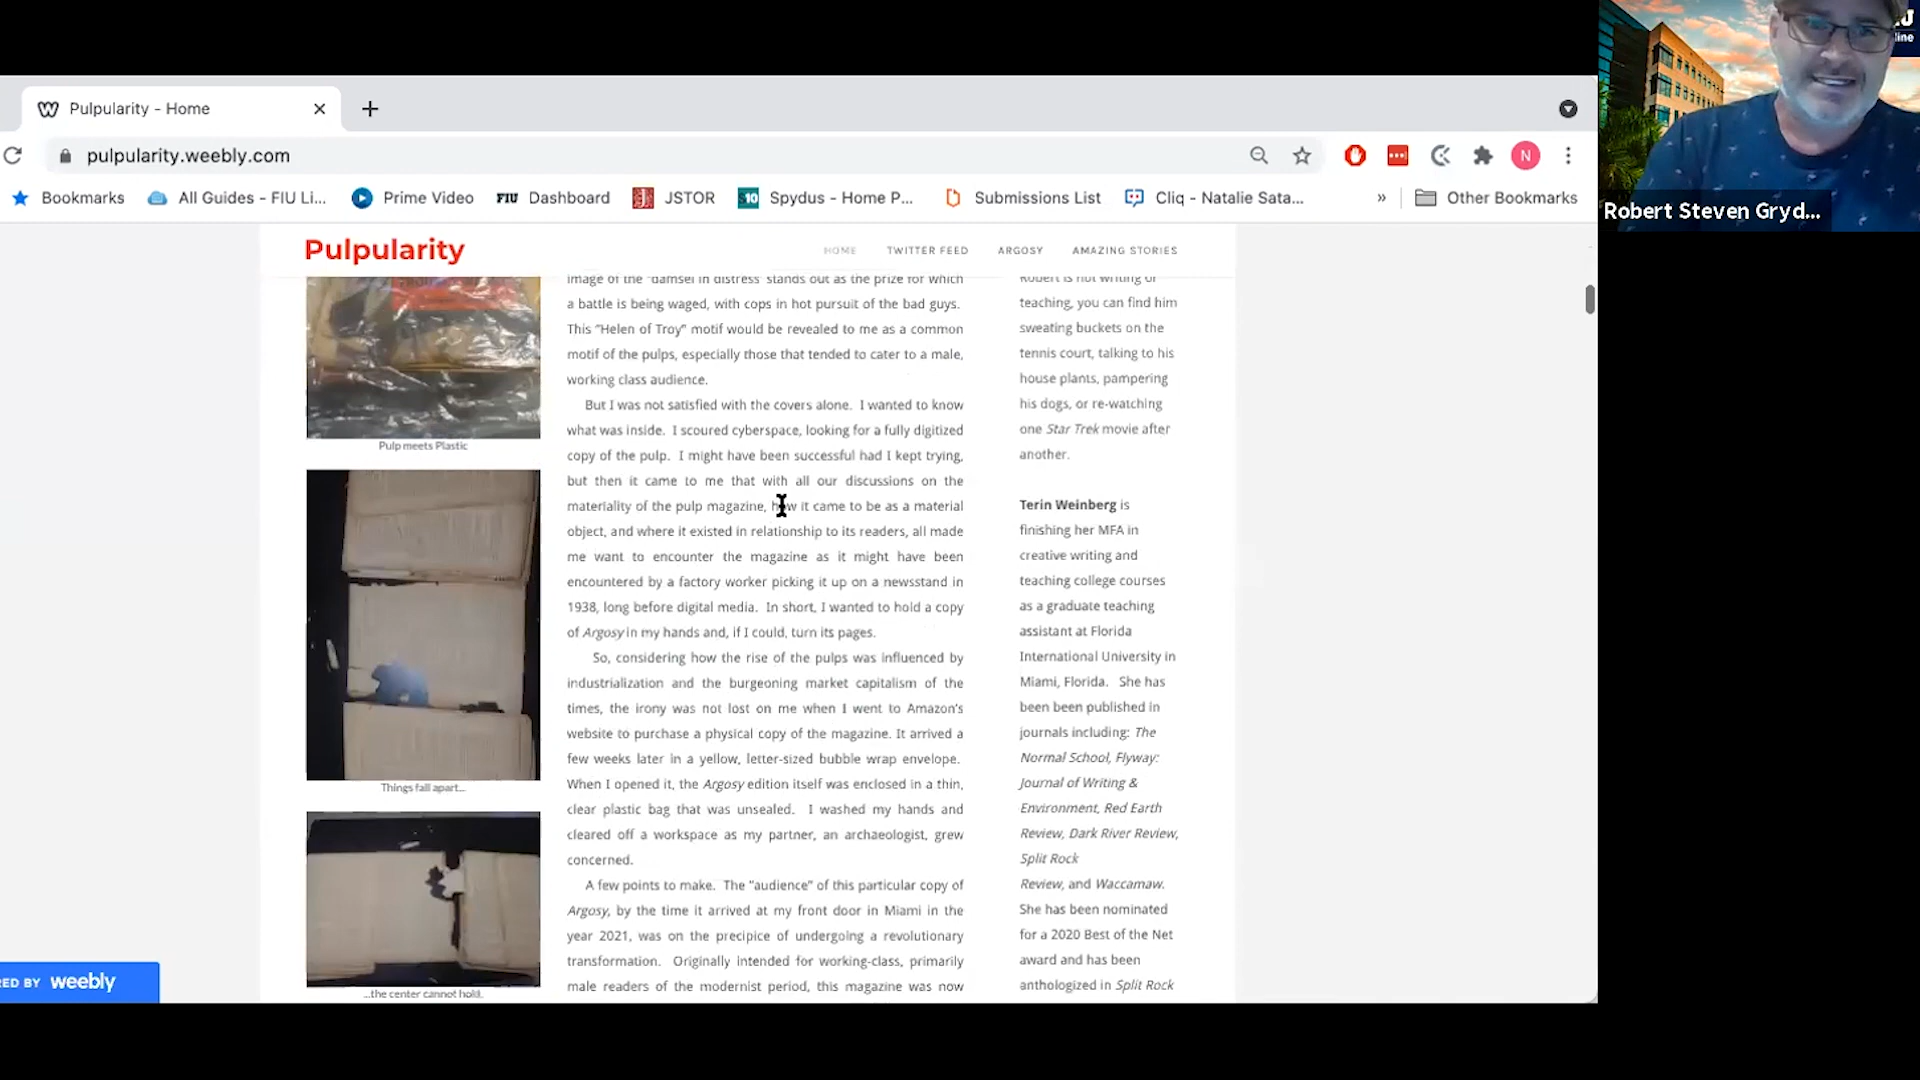 Pulpularity - Home
pulpularity.weebly.com
Bookmarks
All Guides - FIU Li...
Prime Video
FIU Dashboard
JSTOR
Spydus - Home P...
Submissions List
Cliq - Natalie Sata...
»
Other Bookmarks
N
Robert Steven Gryd...
Pulpularity
HOME
TWITTER FEED
ARGOSY
AMAZING STORIES
Pulp meets Plastic
Things fall apart...
...the center cannot hold.
image of the "damsel in distress" stands out as the prize for which
a battle is being waged, with cops in hot pursuit of the bad guys.
This "Helen of Troy" motif would be revealed to me as a common
motif of the pulps, especially those that tended to cater to a male,
working class audience.
But I was not satisfied with the covers alone. I wanted to know
what was inside. I scoured cyberspace, looking for a fully digitized
copy of the pulp. I might have been successful had I kept trying,
but then it came to me that with all our discussions on the
materiality of the pulp magazine, how it came to be as a material
object, and where it existed in relationship to its readers, all made
me want to encounter the magazine as it might have been
encountered by a factory worker picking it up on a newsstand in
1938, long before digital media. In short, I wanted to hold a copy
of Argosy in my hands and, if I could, turn its pages.
So, considering how the rise of the pulps was influenced by
industrialization and the burgeoning market capitalism of the
times, the irony was not lost on me when I went to Amazon's
website to purchase a physical copy of the magazine. It arrived a
few weeks later in a yellow, letter-sized bubble wrap envelope.
When I opened it, the Argosy edition itself was enclosed in a thin,
clear plastic bag that was unsealed. I washed my hands and
cleared off a workspace as my partner, an archaeologist, grew
concerned.
A few points to make. The "audience" of this particular copy of
Argosy, by the time it arrived at my front door in Miami in the
year 2021, was on the precipice of undergoing a revolutionary
transformation. Originally intended for working-class, primarily
male readers of the modernist period, this magazine was now
Robert is not writing or
teaching, you can find him
sweating buckets on the
tennis court, talking to his
house plants, pampering
his dogs, or re-watching
one Star Trek movie after
another.
Terin Weinberg is
finishing her MFA in
creative writing and
teaching college courses
as a graduate teaching
assistant at Florida
International University in
Miami, Florida. She has
been been published in
journals including: The
Normal School, Flyway:
Journal of Writing &
Environment, Red Earth
Review, Dark River Review,
Split Rock
Review, and Waccamaw.
She has been nominated
for a 2020 Best of the Net
award and has been
anthologized in Split Rock
RED BY weebly